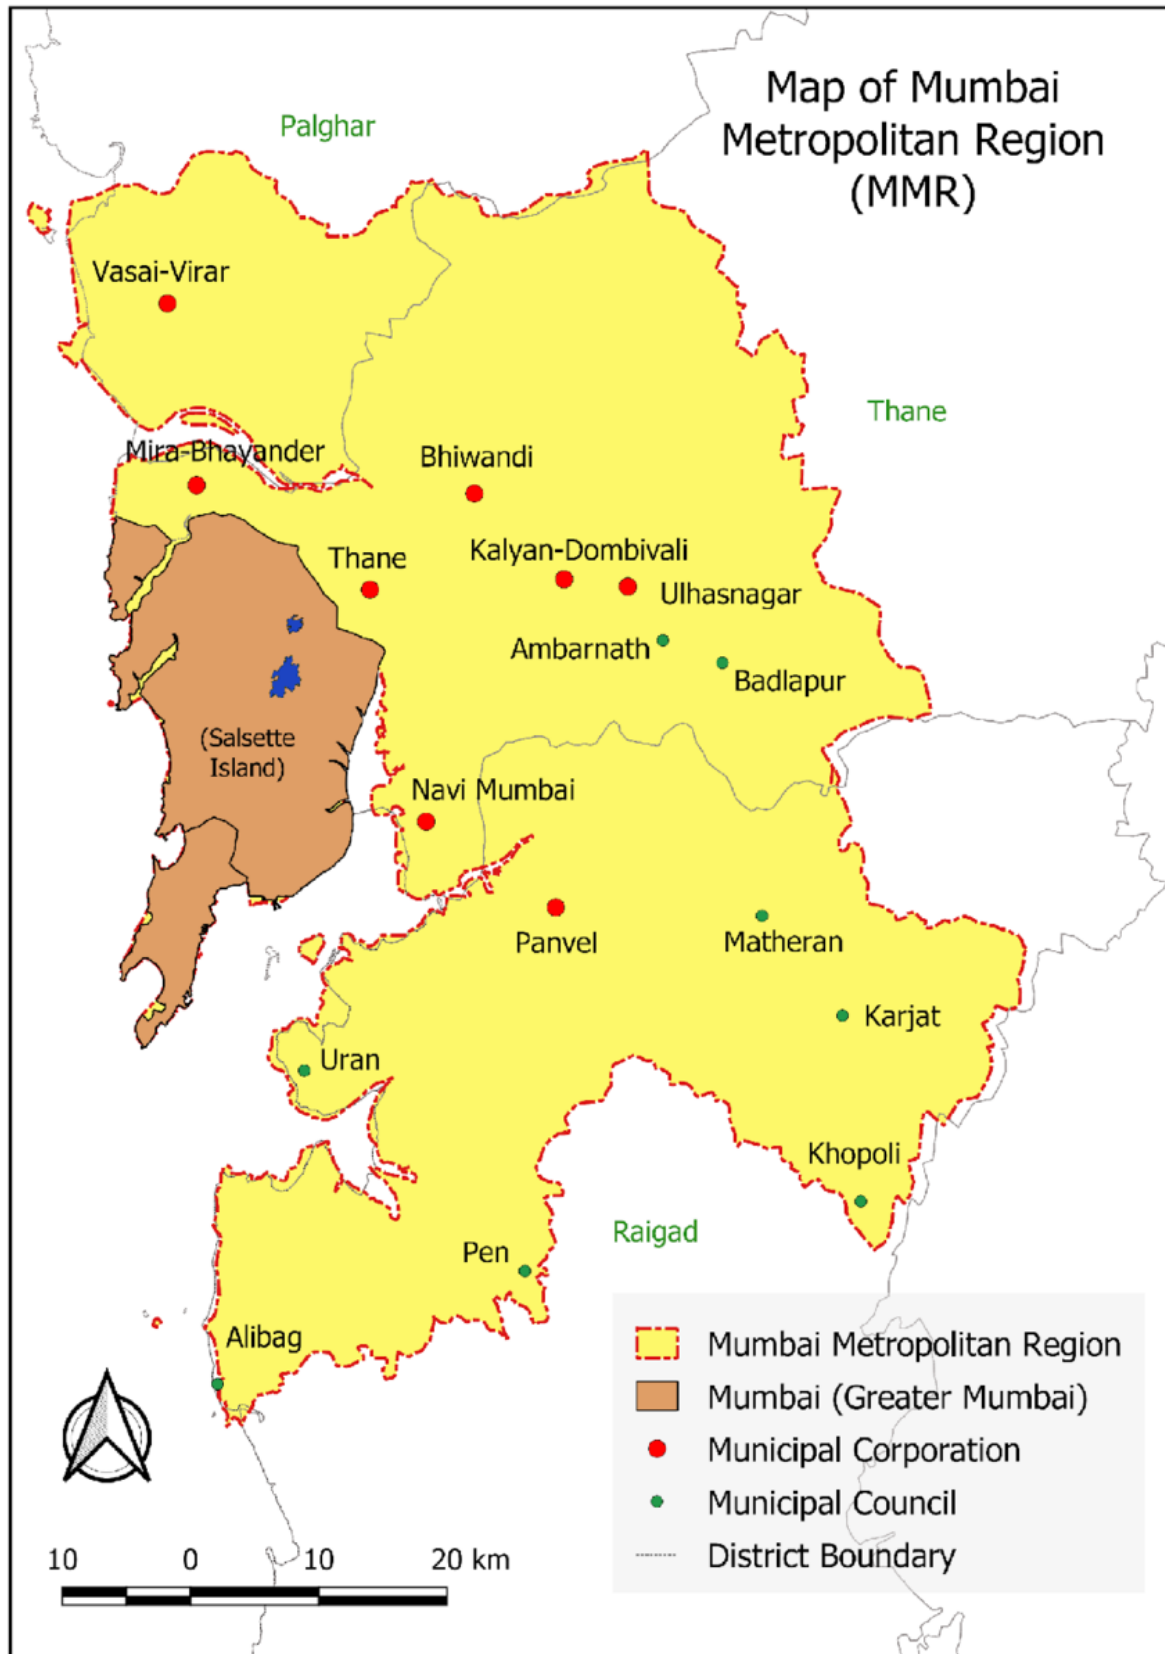 Map of Mumbai
Metropolitan Region
(MMR)
Palghar
Vasai-Virar
Thane
Mira-Bhayander
Bhiwandi
Thane
Kalyan-Dombivali
Ulhasnagar
Ambarnath
Badlapur
(Salsette
Island)
Navi Mumbai
Panvel
Matheran
Karjat
Uran
Khopoli
Raigad
Pen
Alibag
Mumbai Metropolitan Region
Mumbai (Greater Mumbai)
Municipal Corporation
Municipal Council
District Boundary
10 0 10 20 km